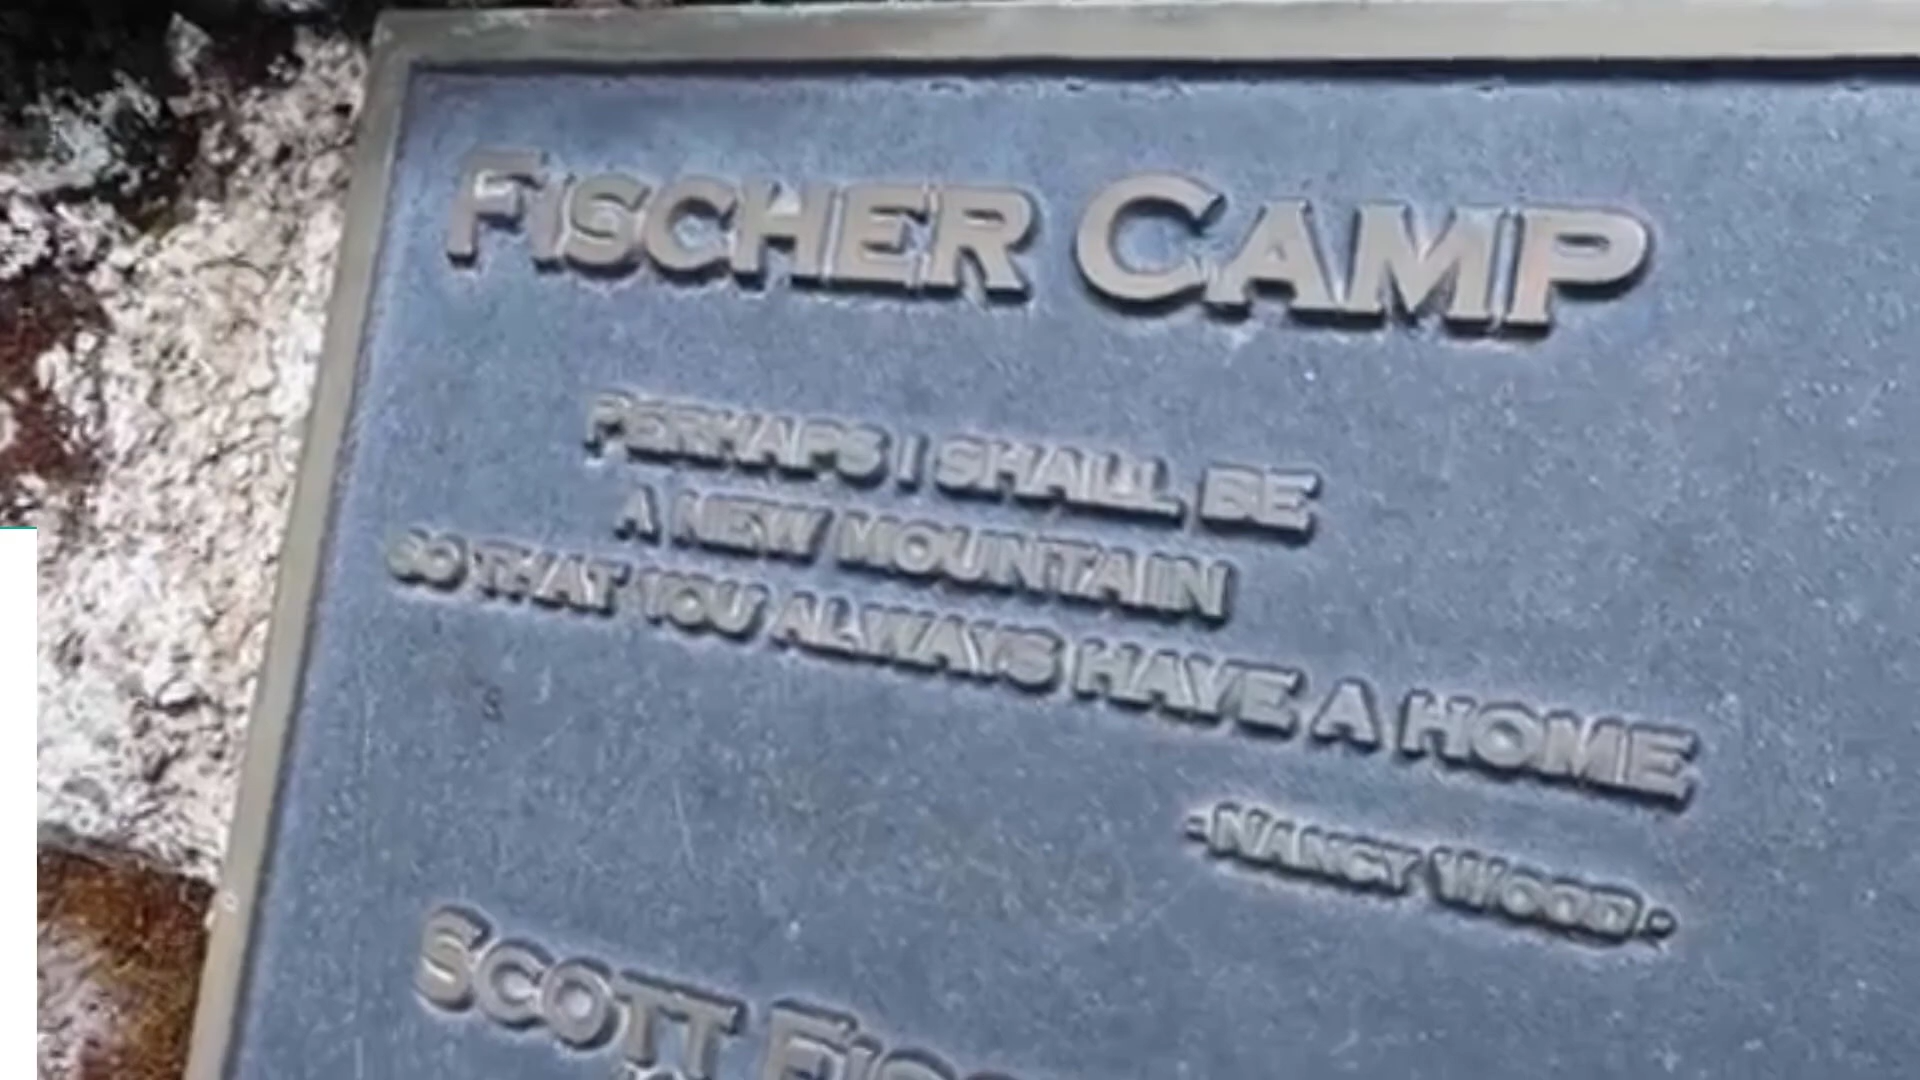 FISCHER CAMP
PERHAPS I SHALL BE
A NEW MOUNTAIN
SO THAT YOU ALWAYS HAVE A HOME
-NANCY WOOD-
SCOTT